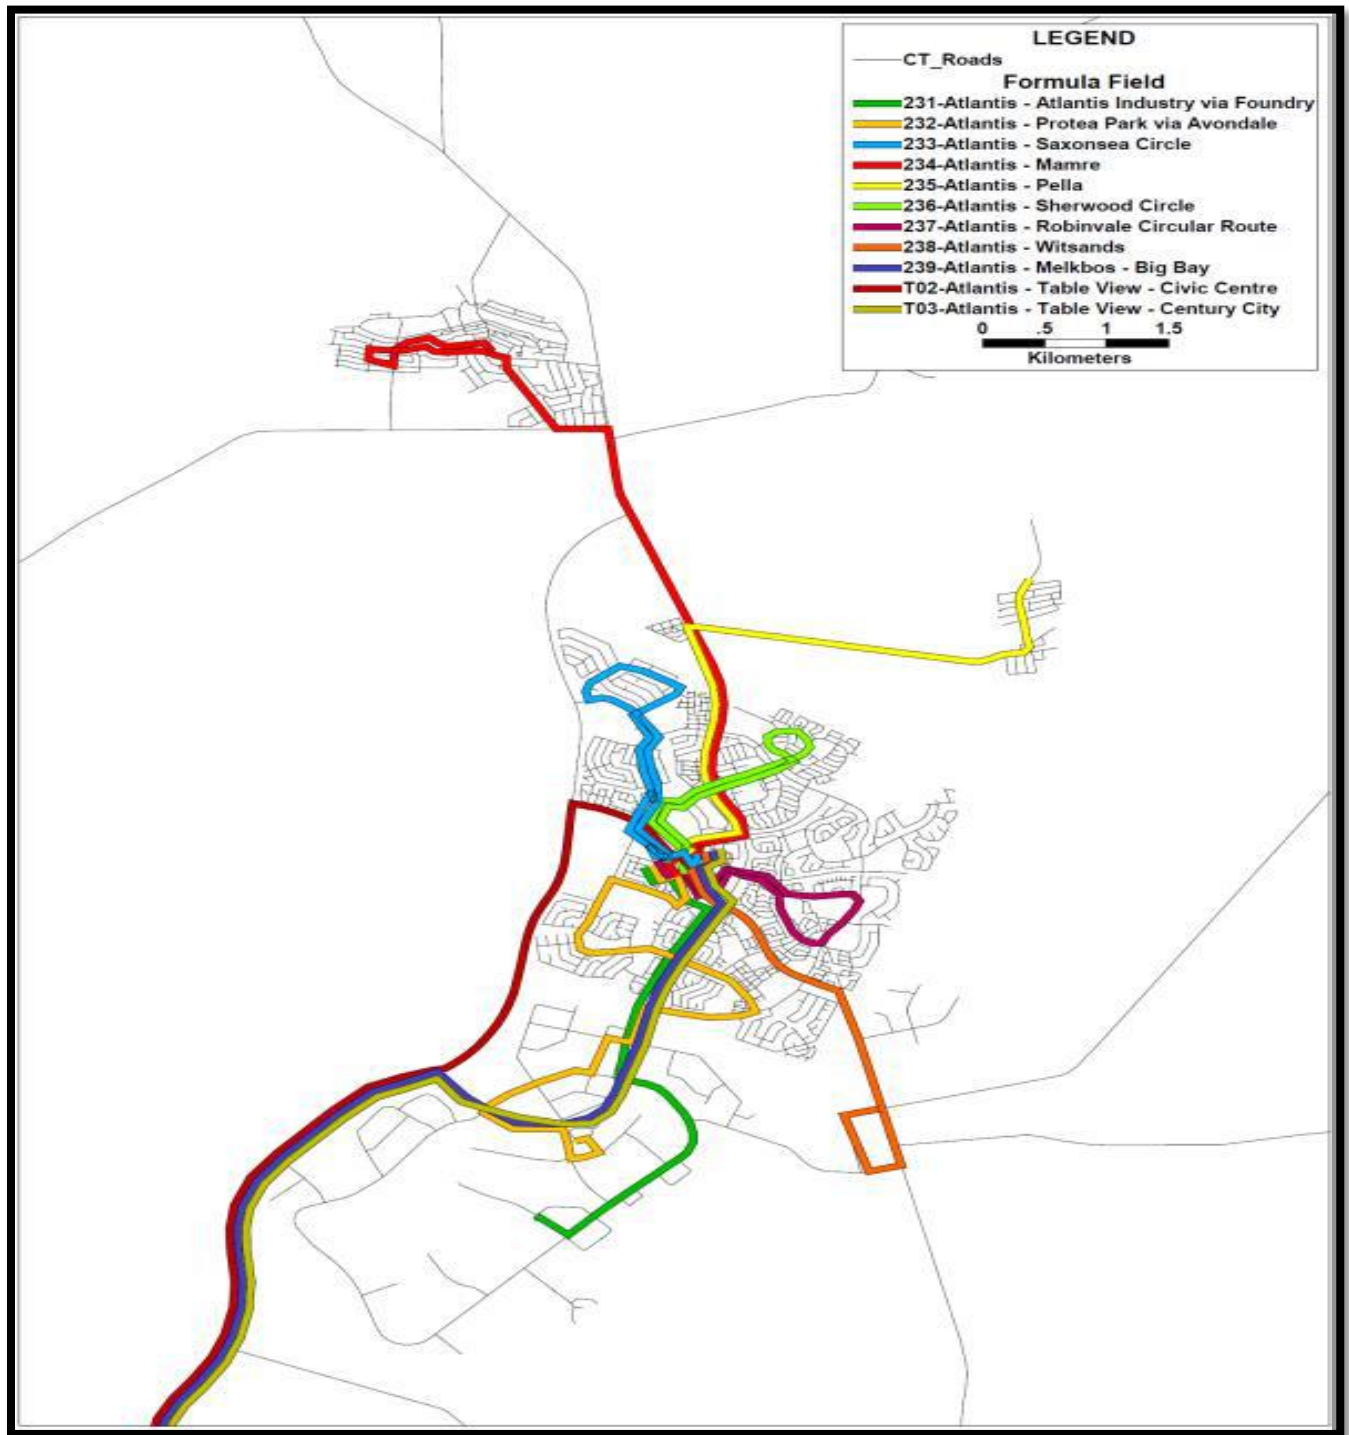 LEGEND
CT_Roads
Formula Field
231-Atlantis - Atlantis Industry via Foundry
232-Atlantis - Protea Park via Avondale
233-Atlantis - Saxonsea Circle
234-Atlantis - Mamre
235-Atlantis - Pella
236-Atlantis - Sherwood Circle
237-Atlantis - Robinvale Circular Route
238-Atlantis - Witsands
239-Atlantis - Melkbos - Big Bay
T02-Atlantis - Table View - Civic Centre
T03-Atlantis - Table View - Century City
0 .5 1 1.5
Kilometers